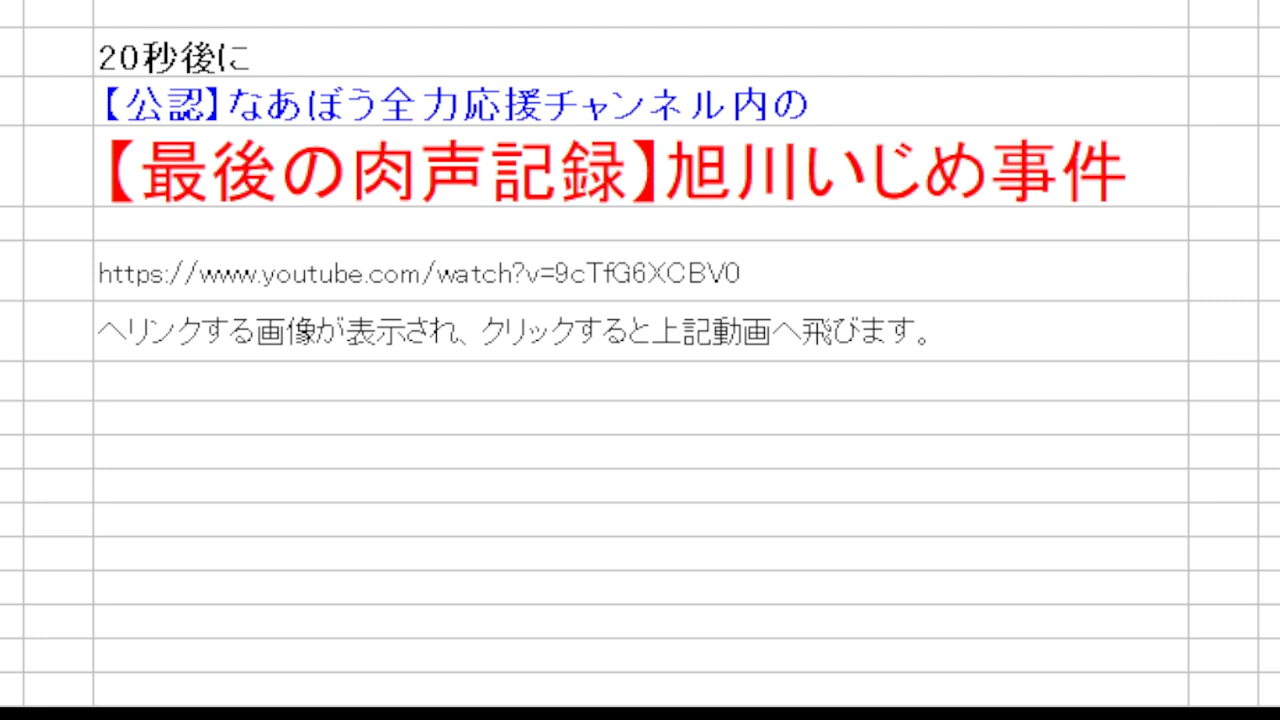 20秒後に
【公認】なあぼう全力応援チャンネル内の
【最後の肉声記録】旭川いじめ事件
https://www.youtube.com/watch?v=9cTfG6XCBV0
へリンクする画像が表示され、クリックすると上記動画へ飛びます。